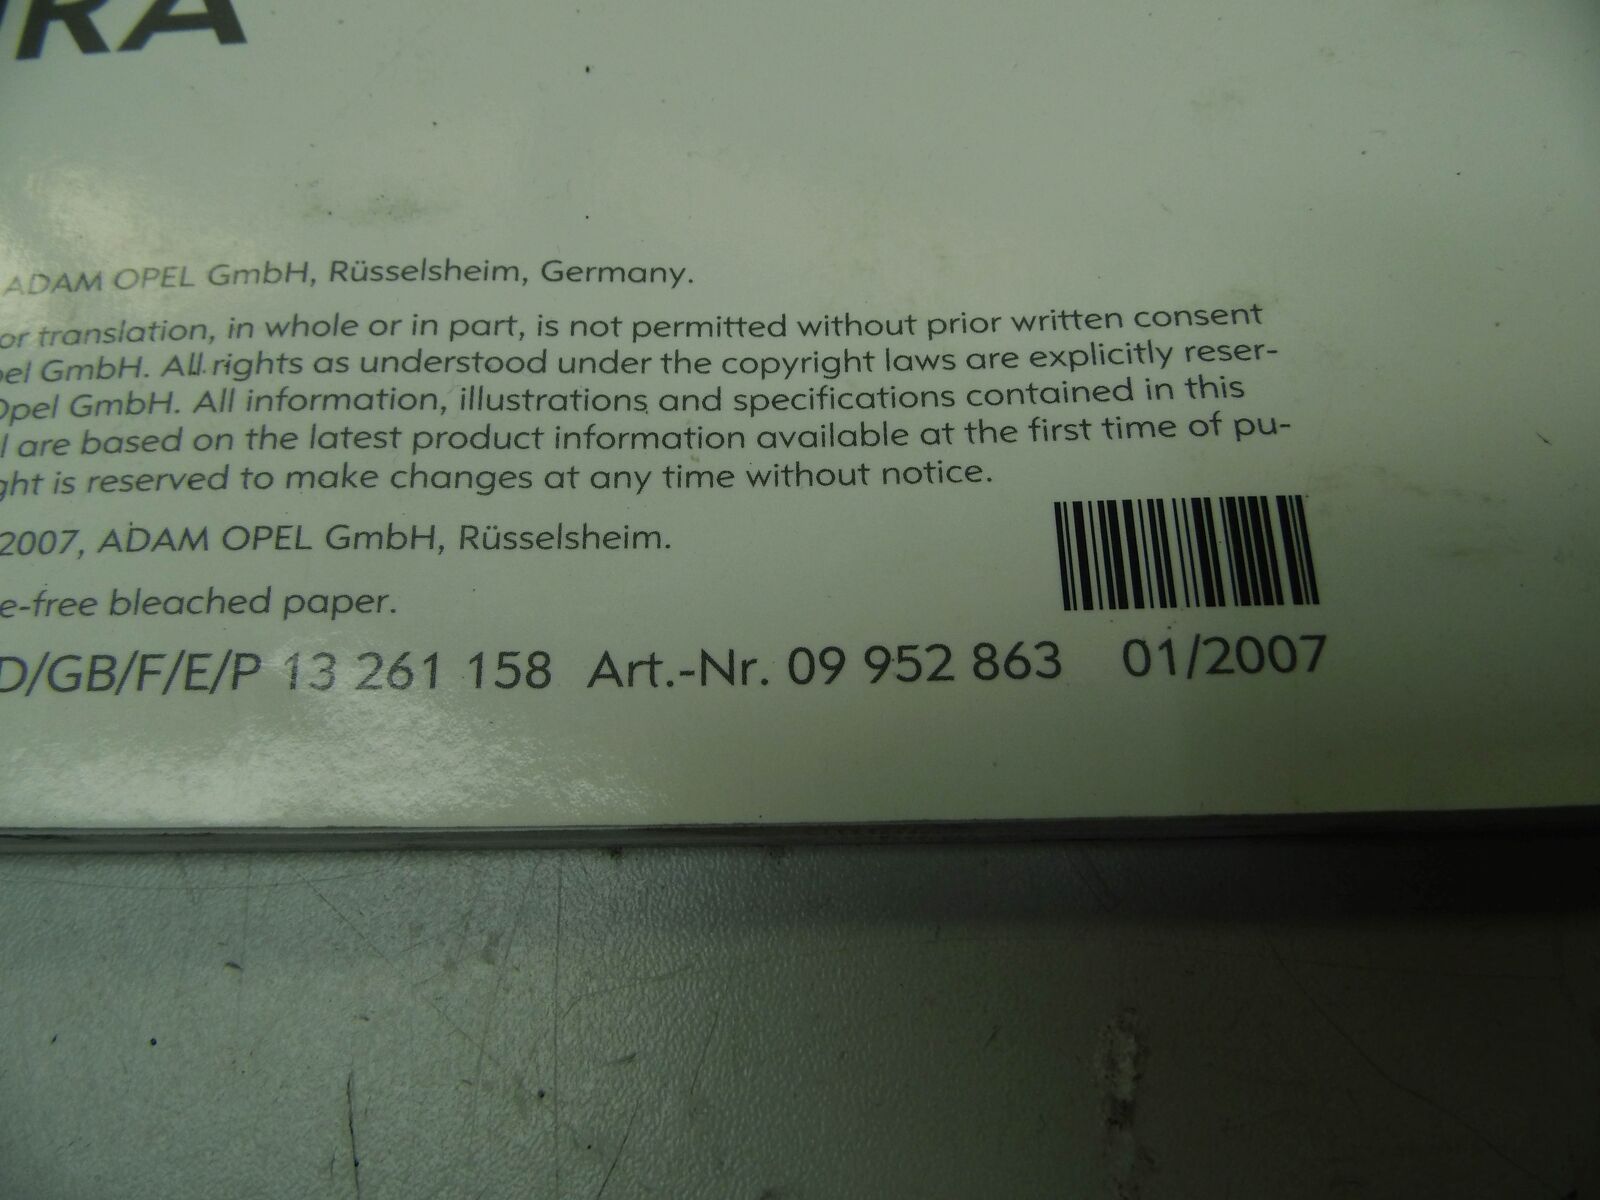 ADAM OPEL GmbH, Rüsselsheim, Germany.
or translation, in whole or in part, is not permitted without prior written consent
GmbH. All rights as understood under the copyright laws are explicitly reser-
Opel GmbH. All information, illustrations and specifications contained in this
are based on the latest product information available at the first time of pu-
is reserved to make changes at any time without notice.
2007, ADAM OPEL GmbH, Rüsselsheim.
e-free bleached paper.
D/GB/F/E/P 13 261 158 Art.-Nr. 09 952 863 01/2007